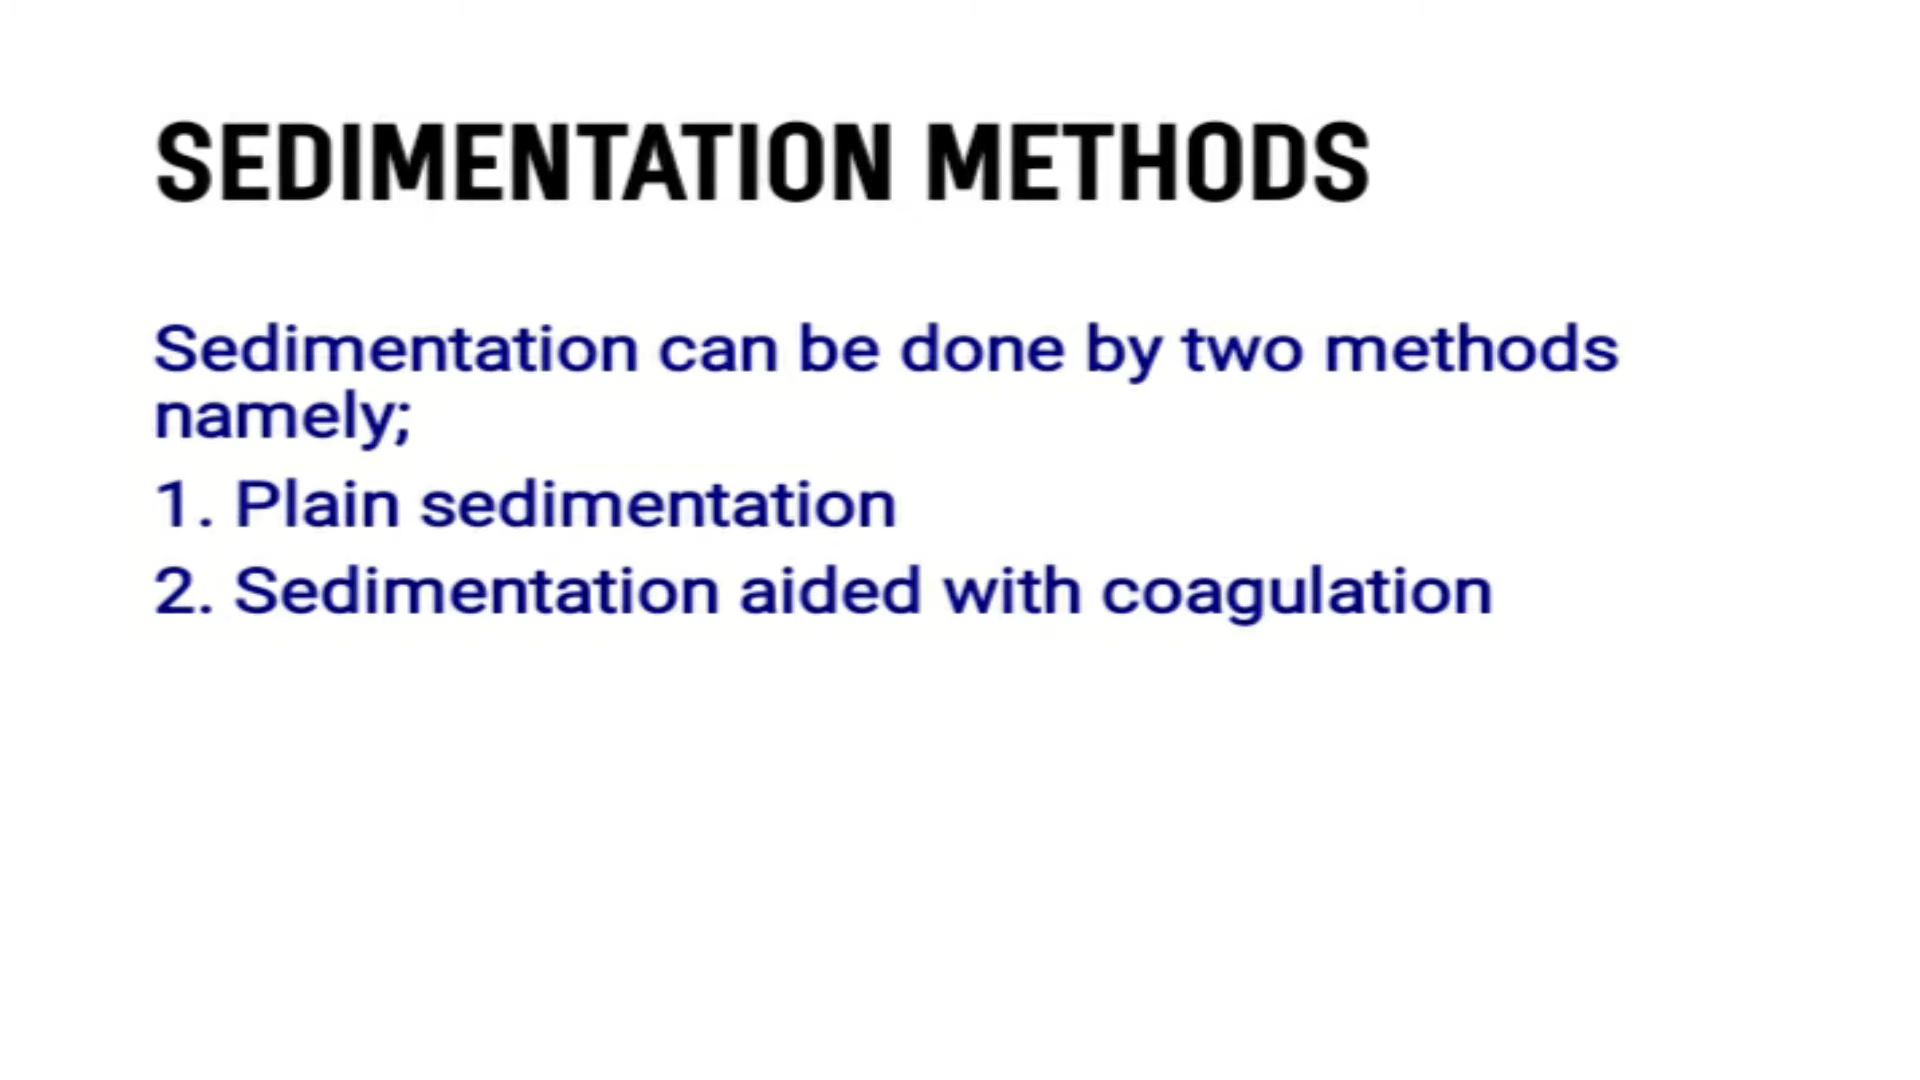 SEDIMENTATION METHODS
Sedimentation can be done by two methods
namely;
1. Plain sedimentation
2. Sedimentation aided with coagulation